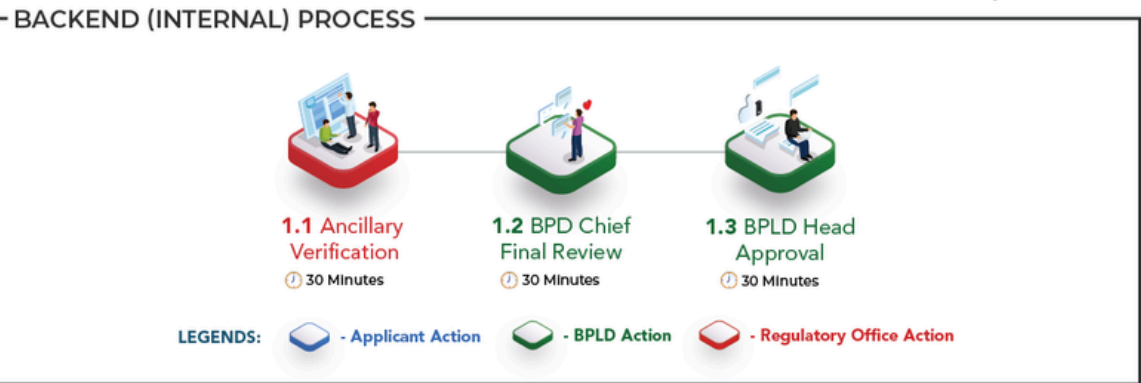 BACKEND (INTERNAL) PROCESS
1.1 Ancillary
Verification
30 Minutes
1.2 BPD Chief
Final Review
30 Minutes
1.3 BPLD Head
Approval
30 Minutes
LEGENDS:
- Applicant Action
- BPLD Action
- Regulatory Office Action